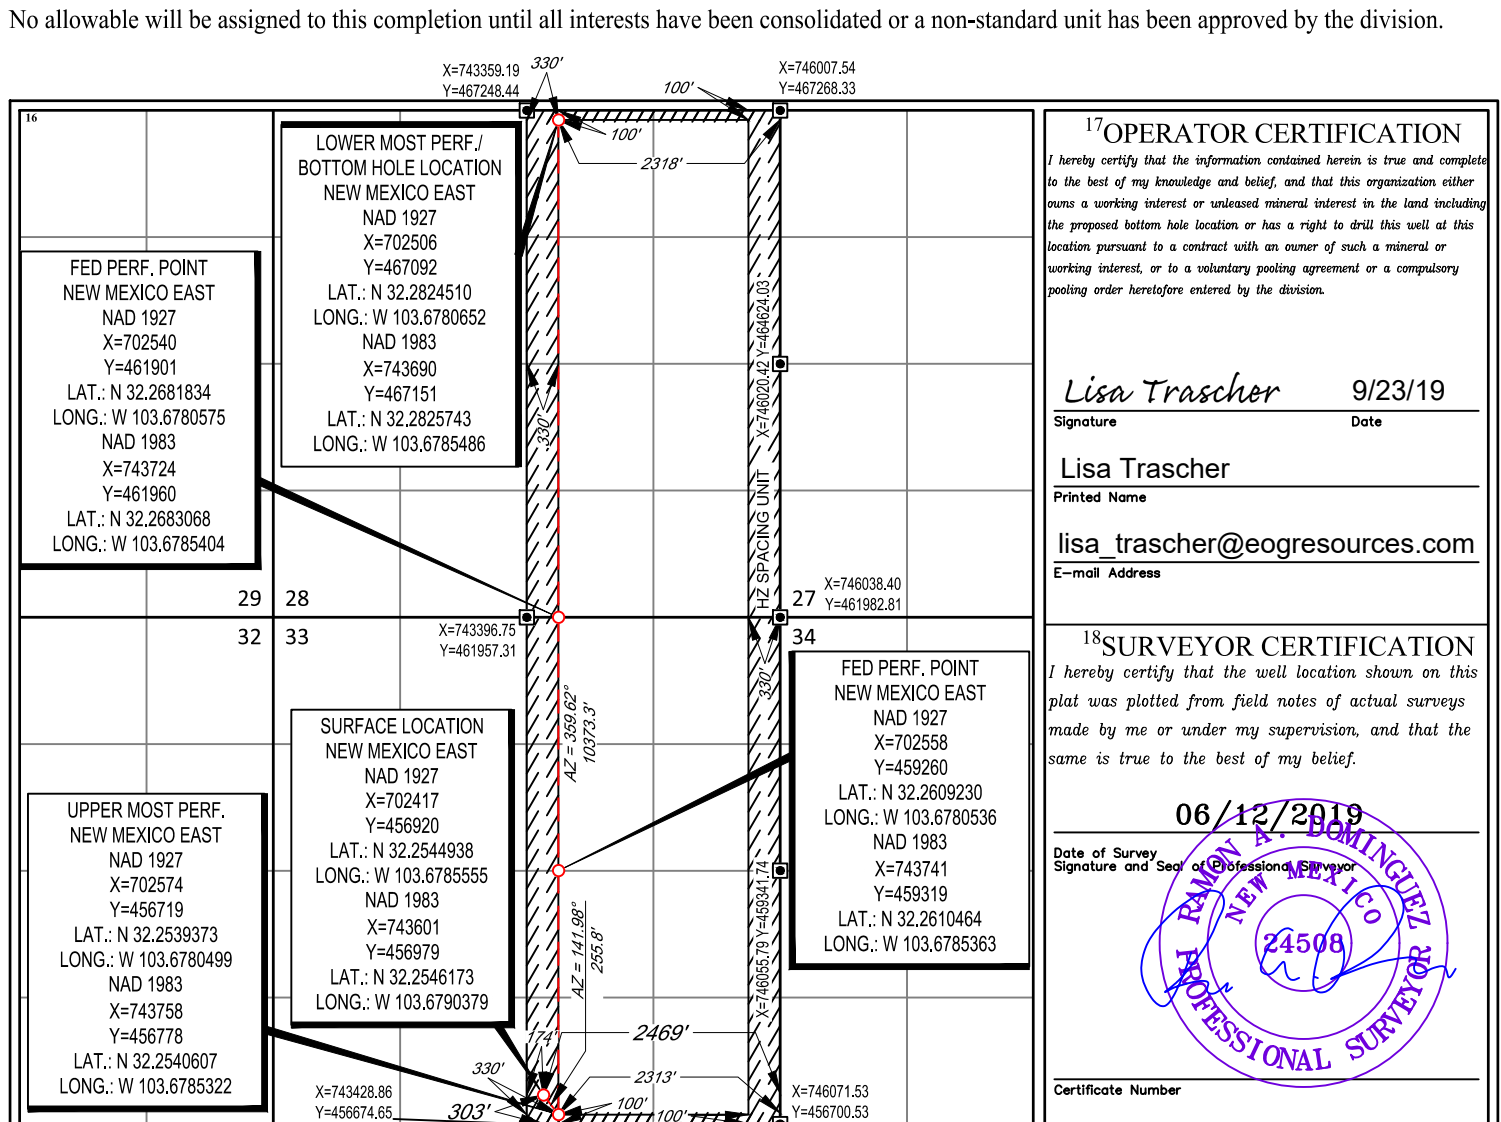 No allowable will be assigned to this completion until all interests have been consolidated or a non-standard unit has been approved by the division.
X=743359.19
Y=467248.44
330'
X=746007.54
Y=467268.33
100'
100'
2318'
16
LOWER MOST PERF./
BOTTOM HOLE LOCATION
NEW MEXICO EAST
NAD 1927
X=702506
Y=467092
LAT.: N 32.2824510
LONG.: W 103.6780652
NAD 1983
X=743690
Y=467151
LAT.: N 32.2825743
LONG.: W 103.6785486
FED PERF. POINT
NEW MEXICO EAST
NAD 1927
X=702540
Y=461901
LAT.: N 32.2681834
LONG.: W 103.6780575
NAD 1983
X=743724
Y=461960
LAT.: N 32.2683068
LONG.: W 103.6785404
330'
X=746020.42 Y=464624.03
HZ SPACING UNIT
29 28
32 33
27
34
X=746038.40
Y=461982.81
X=743396.75
Y=461957.31
330'
AZ = 359.62°
10373.3'
FED PERF. POINT
NEW MEXICO EAST
NAD 1927
X=702558
Y=459260
LAT.: N 32.2609230
LONG.: W 103.6780536
NAD 1983
X=743741
Y=459319
LAT.: N 32.2610464
LONG.: W 103.6785363
SURFACE LOCATION
NEW MEXICO EAST
NAD 1927
X=702417
Y=456920
LAT.: N 32.2544938
LONG.: W 103.6785555
NAD 1983
X=743601
Y=456979
LAT.: N 32.2546173
LONG.: W 103.6790379
UPPER MOST PERF.
NEW MEXICO EAST
NAD 1927
X=702574
Y=456719
LAT.: N 32.2539373
LONG.: W 103.6780499
NAD 1983
X=743758
Y=456778
LAT.: N 32.2540607
LONG.: W 103.6785322
AZ = 141.98°
255.8'
X=746055.79 Y=459341.74
174'
2469'
330'
2313'
X=743428.86
Y=456674.65
303'
100'
100'
X=746071.53
Y=456700.53
17OPERATOR CERTIFICATION
I hereby certify that the information contained herein is true and complete
to the best of my knowledge and belief, and that this organization either
owns a working interest or unleased mineral interest in the land including
the proposed bottom hole location or has a right to drill this well at this
location pursuant to a contract with an owner of such a mineral or
working interest, or to a voluntary pooling agreement or a compulsory
pooling order heretofore entered by the division.
Lisa Trascher 9/23/19
Signature Date
Lisa Trascher
Printed Name
lisa_trascher@eogresources.com
E-mail Address
18SURVEYOR CERTIFICATION
I hereby certify that the well location shown on this
plat was plotted from field notes of actual surveys
made by me or under my supervision, and that the
same is true to the best of my belief.
06/12/2019
Date of Survey
Signature and Seal of Professional Surveyor
RAMON A. DOMINGUEZ
NEW MEXICO
24508
PROFESSIONAL SURVEYOR
Certificate Number